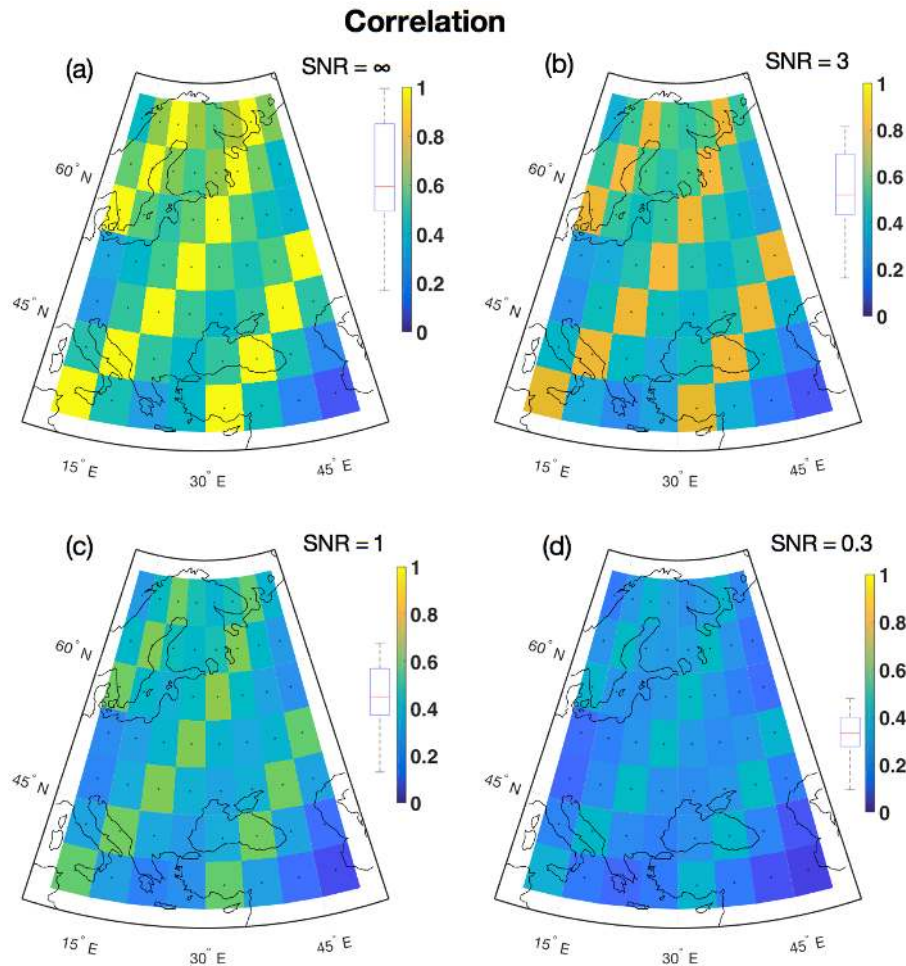 Correlation
(a)
SNR = ∞
1
0.8
0.6
0.4
0.2
0
60° N
45° N
15° E
30° E
45° E
(b)
SNR = 3
1
0.8
0.6
0.4
0.2
0
60° N
45° N
15° E
30° E
45° E
(c)
SNR = 1
1
0.8
0.6
0.4
0.2
0
60° N
45° N
15° E
30° E
45° E
(d)
SNR = 0.3
1
0.8
0.6
0.4
0.2
0
60° N
45° N
15° E
30° E
45° E